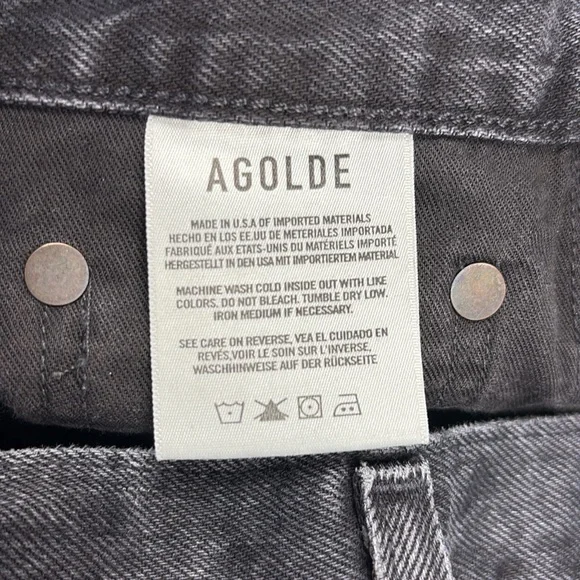 AGOLDE
MADE IN U.S.A OF IMPORTED MATERIALS
HECHO EN LOS EE.UU DE METERIALES IMPORTADA
FABRIQUÉ AUX ETATS-UNIS DU MATÉRIELS IMPORTÉ
HERGESTELLT IN DEN USA MIT IMPORTIERTEM MATERIAL
MACHINE WASH COLD INSIDE OUT WITH LIKE
COLORS. DO NOT BLEACH. TUMBLE DRY LOW.
IRON MEDIUM IF NECESSARY.
SEE CARE ON REVERSE, VEA EL CUIDADO EN
REVÉS,VOIR LE SOIN SUR L'INVERSE,
WASCHHINWEISE AUF DER RÜCKSEITE